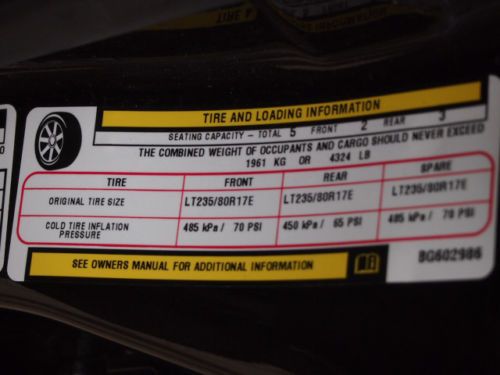 TIRE AND LOADING INFORMATION
SEATING CAPACITY - TOTAL 5 FRONT 2 REAR 3
THE COMBINED WEIGHT OF OCCUPANTS AND CARGO SHOULD NEVER EXCEED
1961 KG OR 4324 LB
TIRE FRONT REAR SPARE
ORIGINAL TIRE SIZE LT235/80R17E LT235/80R17E LT235/80R17E
COLD TIRE INFLATION PRESSURE 485 kPa / 70 PSI 450 kPa / 65 PSI 485 kPa / 70 PSI
SEE OWNERS MANUAL FOR ADDITIONAL INFORMATION
BG602986